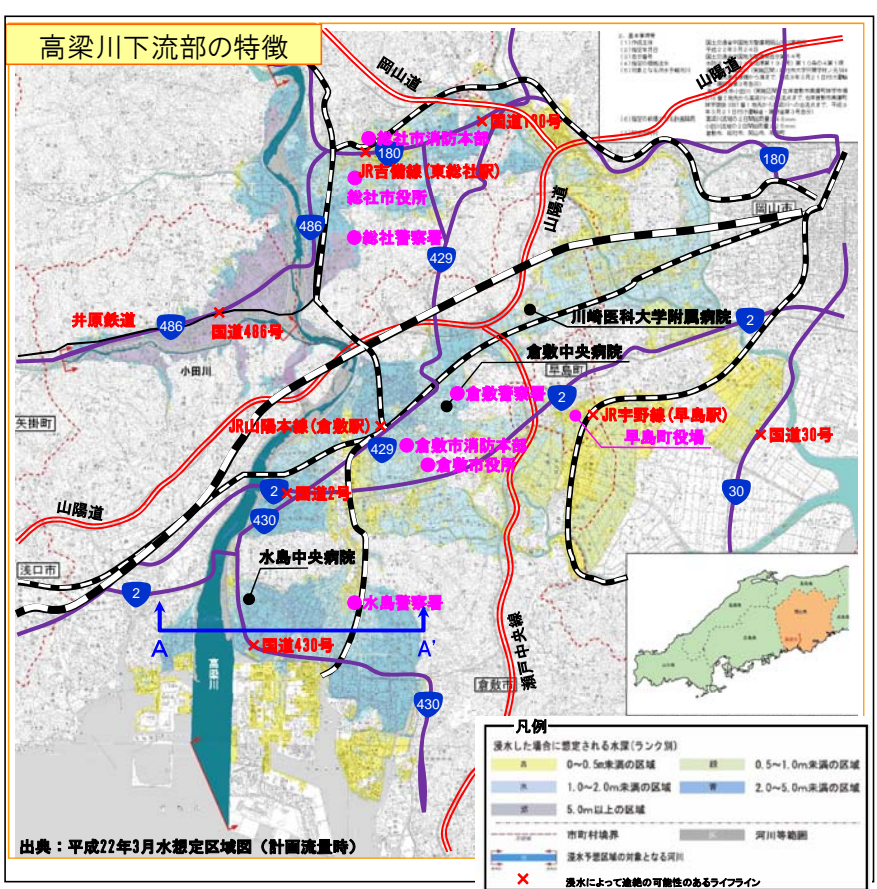 高梁川下流部の特徴
岡山道
山陽道
国道180号
総社市消防本部
180
JR吉備線(東総社駅)
総社市役所
総社警察署
486
429
山陽道
180
岡山市
井原鉄道
486
国道486号
小田川
川崎医科大学附属病院
2
倉敷中央病院
早島町
倉敷警察署
2
矢掛町
JR山陽本線(倉敷駅)
429
倉敷市消防本部
倉敷市役所
JR宇野線(早島駅)
早島町役場
国道30号
30
山陽道
2
国道2号
430
浅口市
2
水島中央病院
水島警察署
A
A'
国道430号
高梁川
瀬戸中央線
倉敷市
430
凡例
浸水した場合に想定される水深(ランク別)
0〜0.5m未満の区域
0.5〜1.0m未満の区域
1.0〜2.0m未満の区域
2.0〜5.0m未満の区域
5.0m以上の区域
市町村境界
河川等範囲
浸水予想区域の対象となる河川
浸水によって途絶の可能性のあるライフライン
出典:平成22年3月水想定区域図(計画流量時)